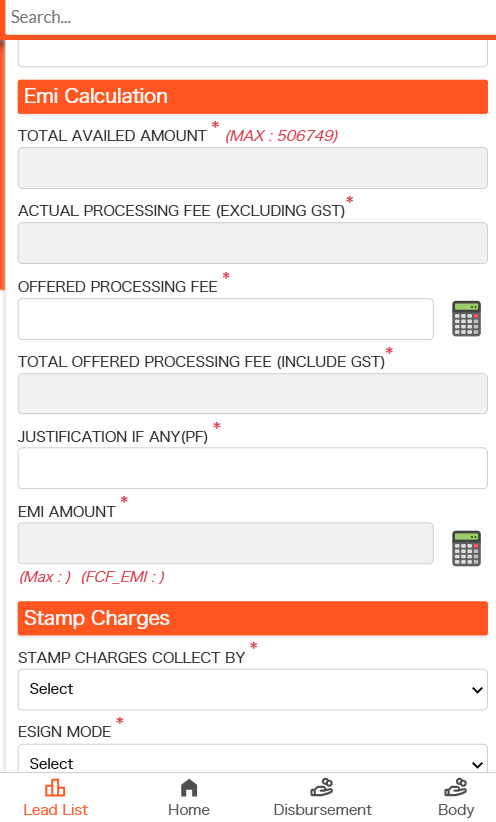 Search...
Emi Calculation
TOTAL AVAILED AMOUNT * (MAX : 506749)
ACTUAL PROCESSING FEE (EXCLUDING GST)*
OFFERED PROCESSING FEE *
TOTAL OFFERED PROCESSING FEE (INCLUDE GST)*
JUSTIFICATION IF ANY(PF) *
EMI AMOUNT *
(Max : ) (FCF_EMI : )
Stamp Charges
STAMP CHARGES COLLECT BY *
Select
ESIGN MODE *
Select
Lead List Home Disbursement Body